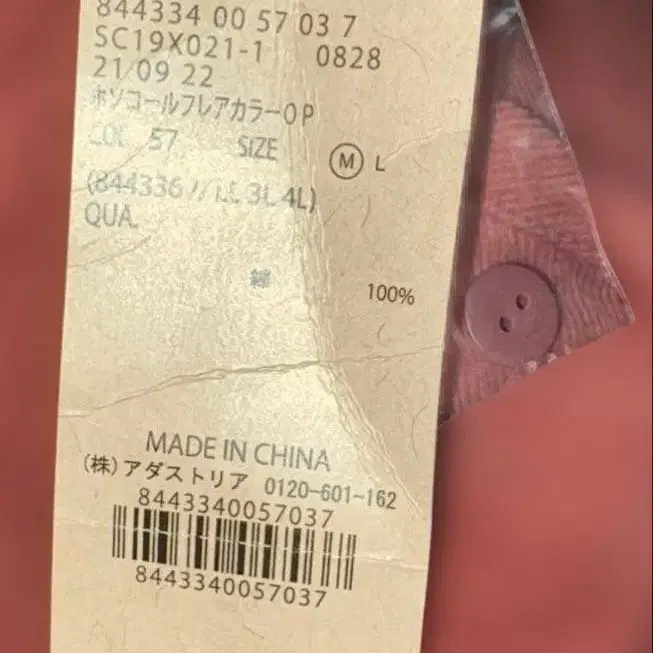 844334 00 57 03 7
SC19X021-1 0828
21 09 22
ホソコールフレアカラーOP
COL 57 SIZE Ⓜ L
(844336 // LL 3L 4L)
QUA.
綿 100%
MADE IN CHINA
(株)アダストリア 0120-601-162
8443340057037
8443340057037